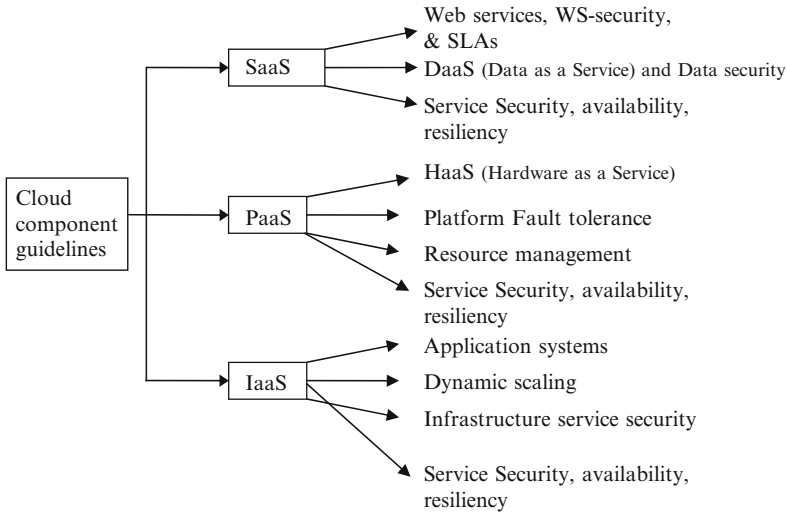 Cloud
component
guidelines
SaaS
Web services, WS-security,
& SLAs
DaaS (Data as a Service) and Data security
Service Security, availability,
resiliency
PaaS
HaaS (Hardware as a Service)
Platform Fault tolerance
Resource management
Service Security, availability,
resiliency
IaaS
Application systems
Dynamic scaling
Infrastructure service security
Service Security, availability,
resiliency